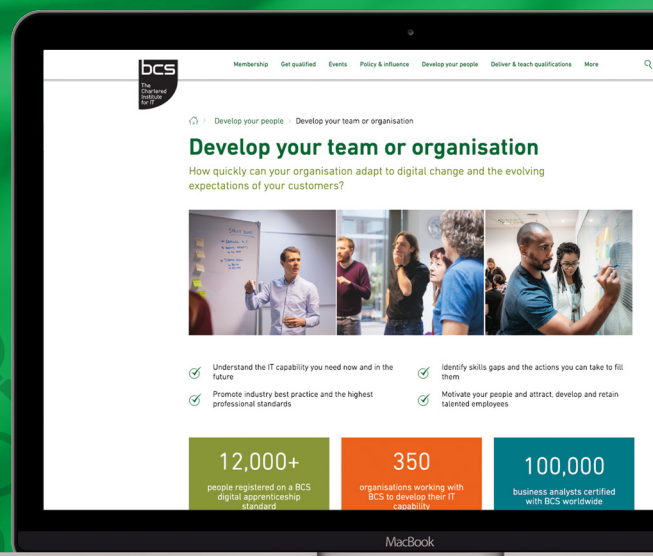 bcs
The
Chartered
Institute
for IT
Membership Get qualified Events Policy & influence Develop your people Deliver & teach qualifications More
Develop your people Develop your team or organisation
Develop your team or organisation
How quickly can your organisation adapt to digital change and the evolving
expectations of your customers?
Understand the IT capability you need now and in the
future
Promote industry best practice and the highest
professional standards
Identify skills gaps and the actions you can take to fill
them
Motivate your people and attract, develop and retain
talented employees
12,000+
people registered on a BCS
digital apprenticeship
standard
350
organisations working with
BCS to develop their IT
capability
100,000
business analysts certified
with BCS worldwide
MacBook